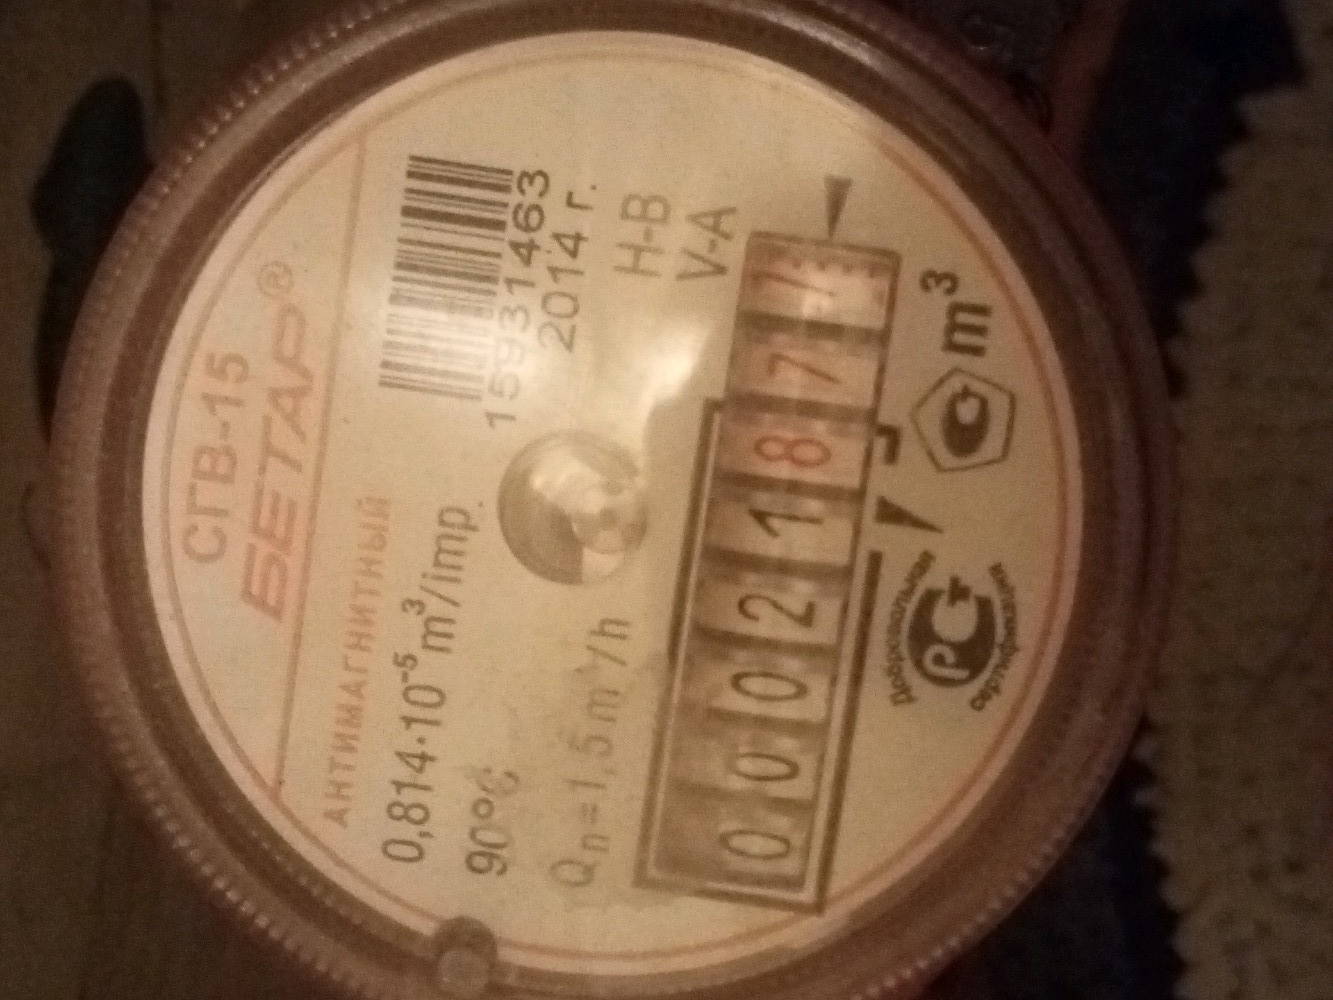 СГВ-15
БЕТАР®
АНТИМАГНИТНЫЙ
0,814·10⁻⁵ m³/imp
15931463
90°C
2014 г.
Qn=1,5 m³/h
H-B
V-A
0002187
m³
Добровольная
РСТ
сертификация